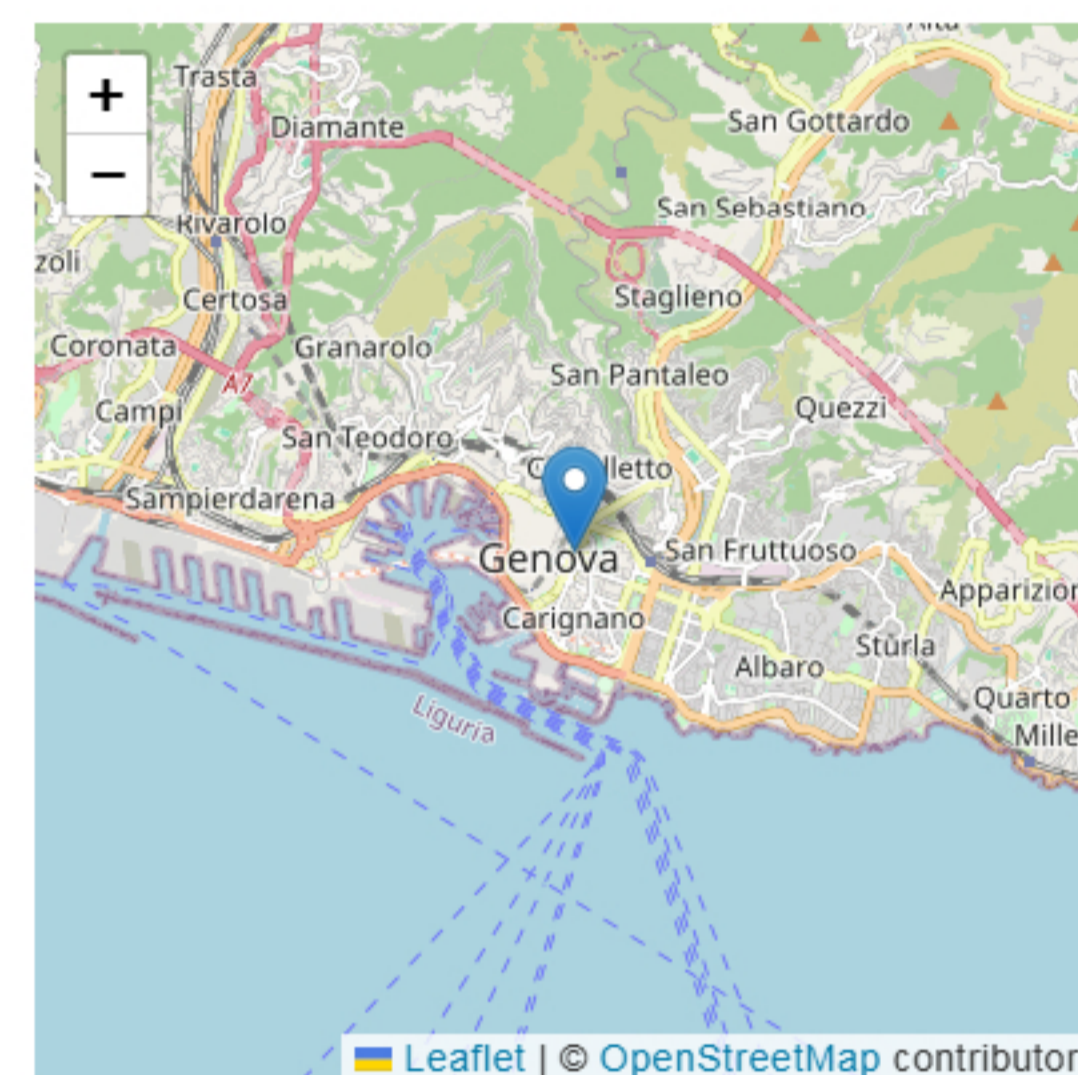 +
−
Trasta
Diamante
San Gottardo
Rivarolo
San Sebastiano
zoli
Certosa
Staglieno
Coronata
Granarolo
San Pantaleo
A7
Campi
Quezzi
San Teodoro
Sampierdarena
Genova
San Fruttuoso
Carignano
Apparizion
Sturla
Albaro
Quarto
Liguria
Mille
Leaflet | © OpenStreetMap contributor